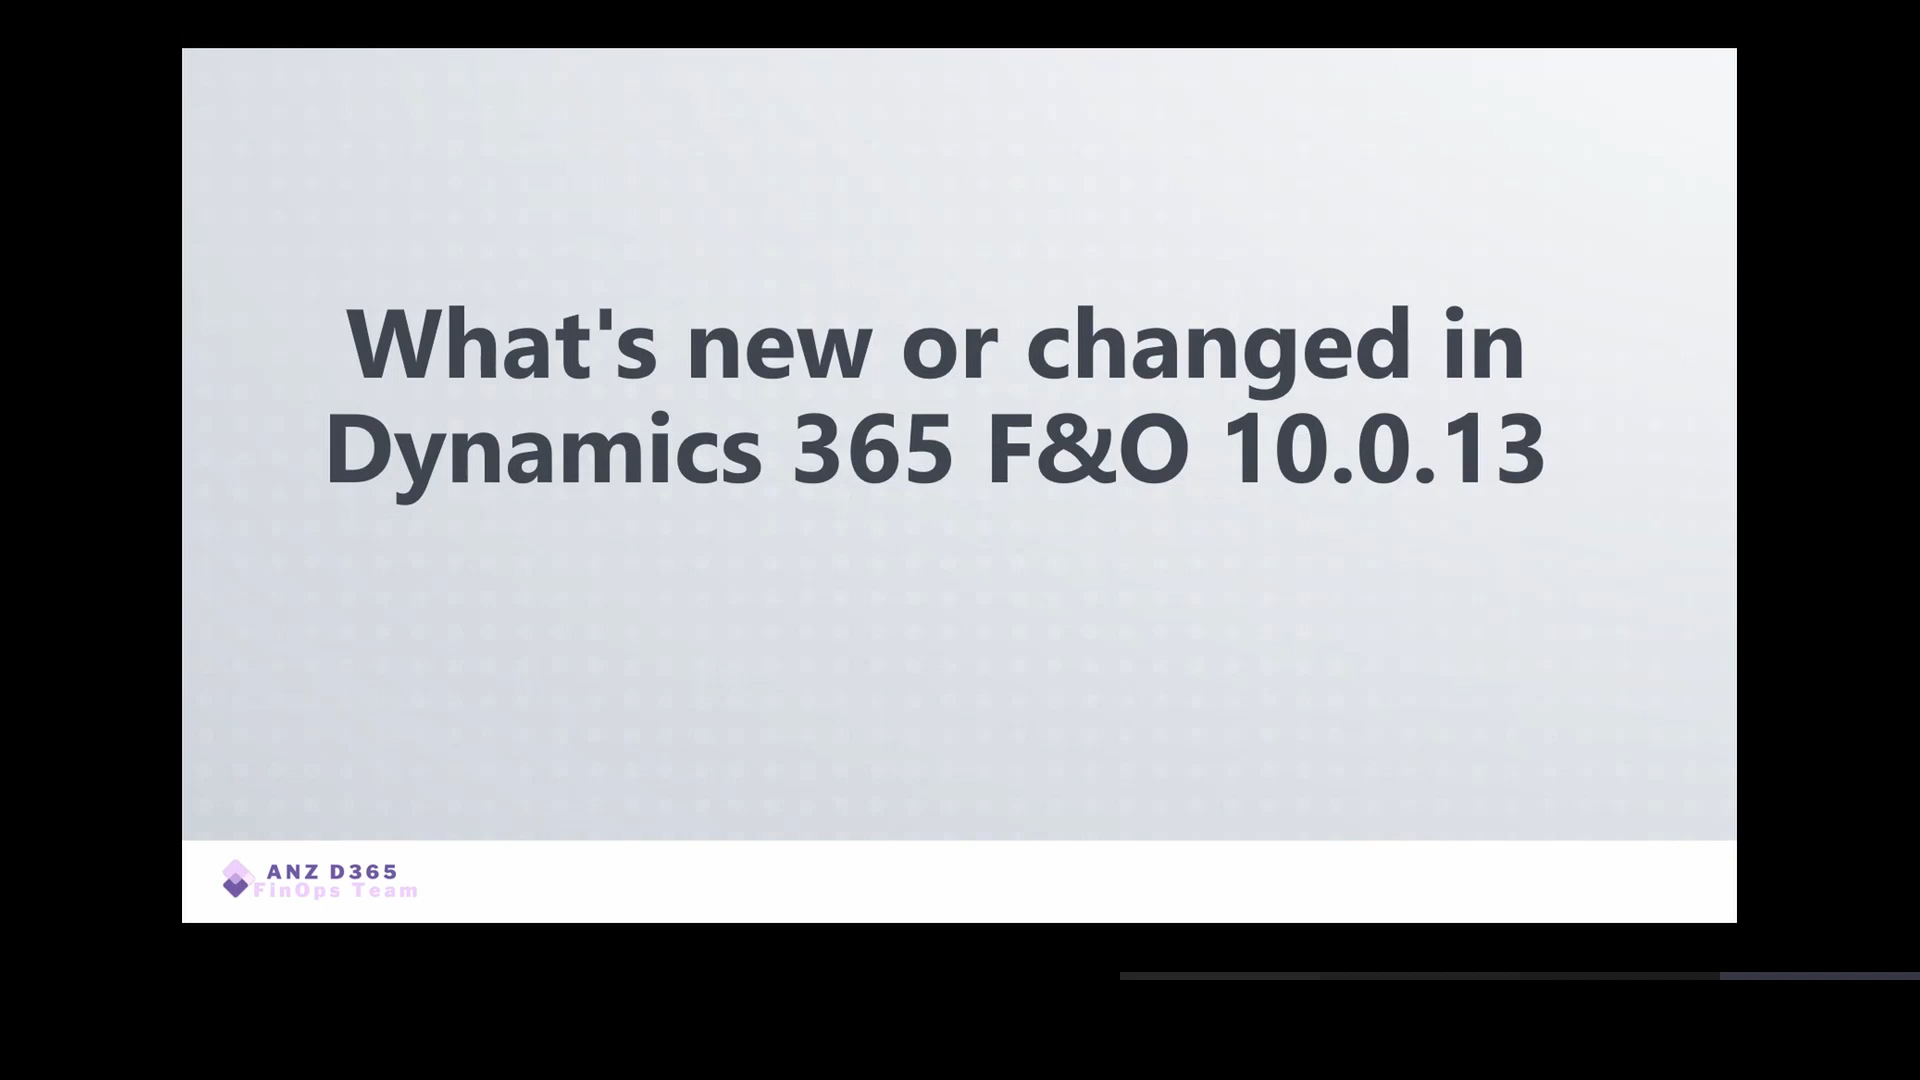 What's new or changed in
Dynamics 365 F&O 10.0.13
ANZ D365
FinOps Team